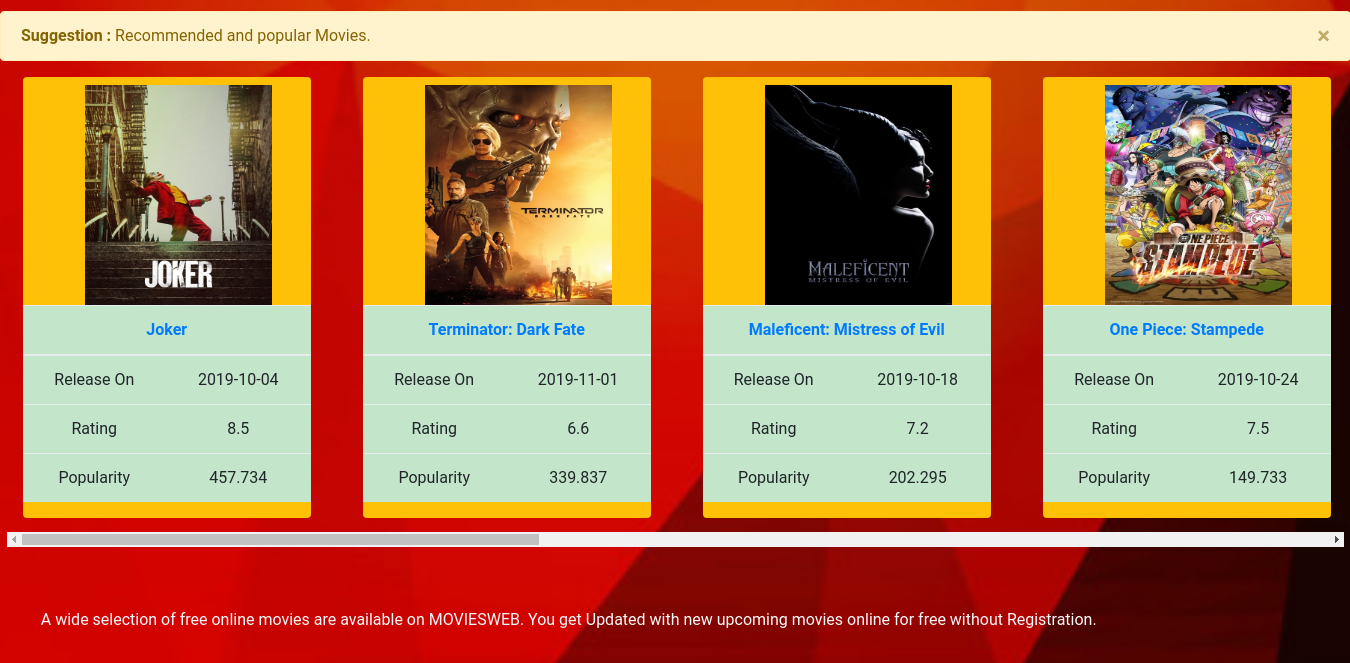 Suggestion : Recommended and popular Movies.
×
JOKER
TERMINATOR
DARK FATE
MALEFICENT
MISTRESS OF EVIL
ONE PIECE
STAMPEDE
Joker
Terminator: Dark Fate
Maleficent: Mistress of Evil
One Piece: Stampede
Release On 2019-10-04
Release On 2019-11-01
Release On 2019-10-18
Release On 2019-10-24
Rating 8.5
Rating 6.6
Rating 7.2
Rating 7.5
Popularity 457.734
Popularity 339.837
Popularity 202.295
Popularity 149.733
A wide selection of free online movies are available on MOVIESWEB. You get Updated with new upcoming movies online for free without Registration.